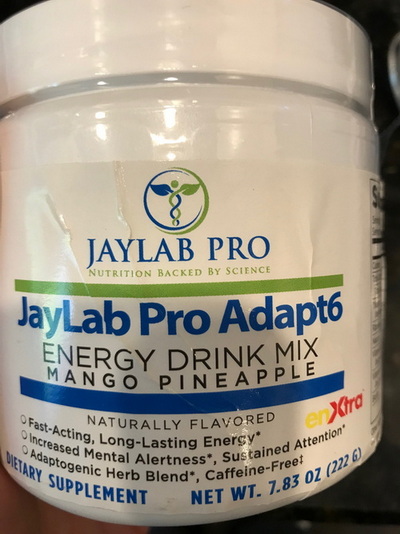 JAYLAB PRO
NUTRITION BACKED BY SCIENCE
JayLab Pro Adapt6
ENERGY DRINK MIX
MANGO PINEAPPLE
NATURALLY FLAVORED
enXtra™
Fast-Acting, Long-Lasting Energy*
Increased Mental Alertness*, Sustained Attention*
Adaptogenic Herb Blend*, Caffeine-Free‡
DIETARY SUPPLEMENT NET WT. 7.83 OZ (222 G)